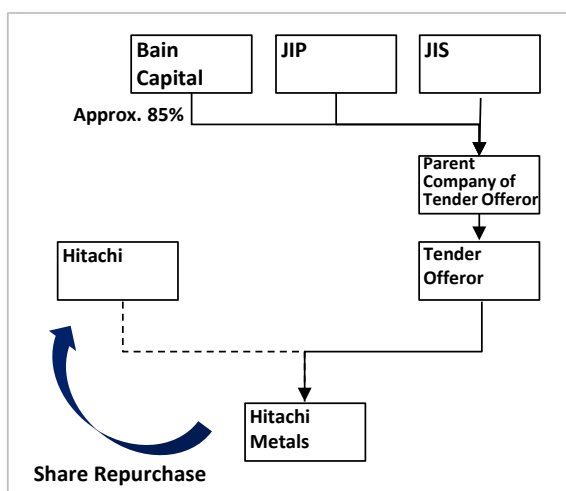 Bain
Capital
JIP
JIS
Approx. 85%
Parent
Company of
Tender Offeror
Hitachi
Tender
Offeror
Hitachi
Metals
Share Repurchase